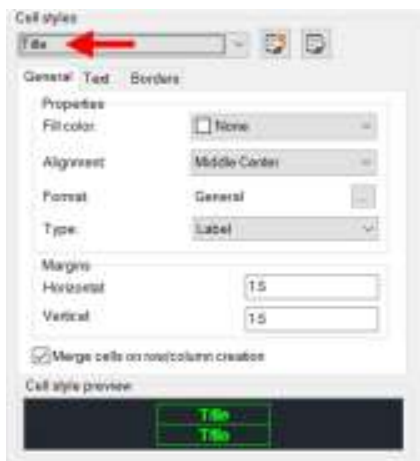 Cell styles
Title
General Text Borders
Properties
Fill color: None
Alignment: Middle Center
Format: General ...
Type: Label
Margins
Horizontal: 1.5
Vertical: 1.5
Merge cells on row/column creation
Cell style preview:
Title
Title